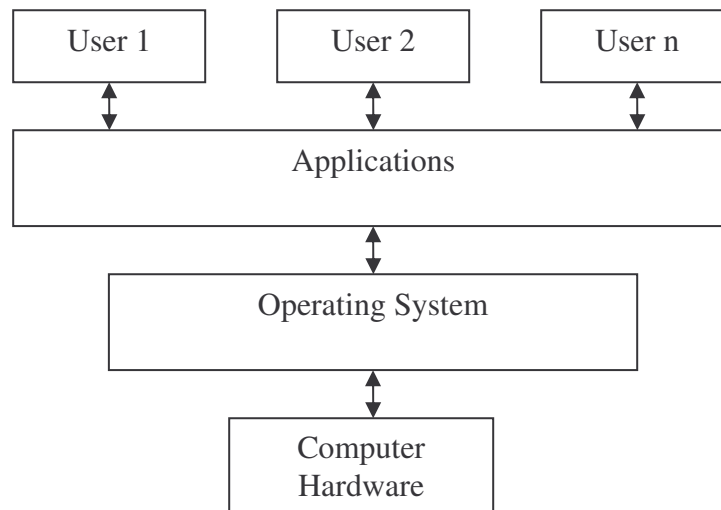 User 1
User 2
User n
Applications
Operating System
Computer
Hardware